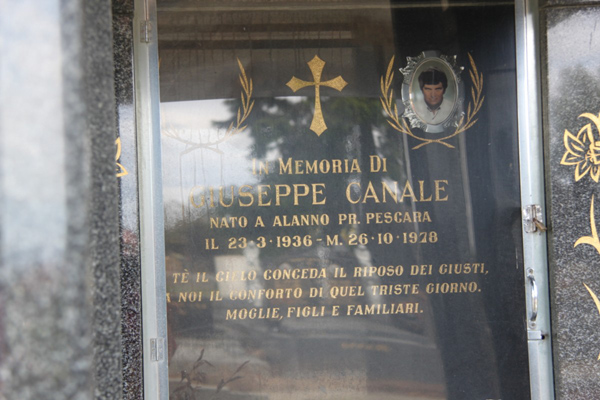 IN MEMORIA DI
GIUSEPPE CANALE
NATO A ALANNO PR. PESCARA
IL 23·3·1936 - M. 26·10·1978
TÈ IL CIELO CONCEDA IL RIPOSO DEI GIUSTI,
A NOI IL CONFORTO DI QUEL TRISTE GIORNO.
MOGLIE, FIGLI E FAMILIARI.